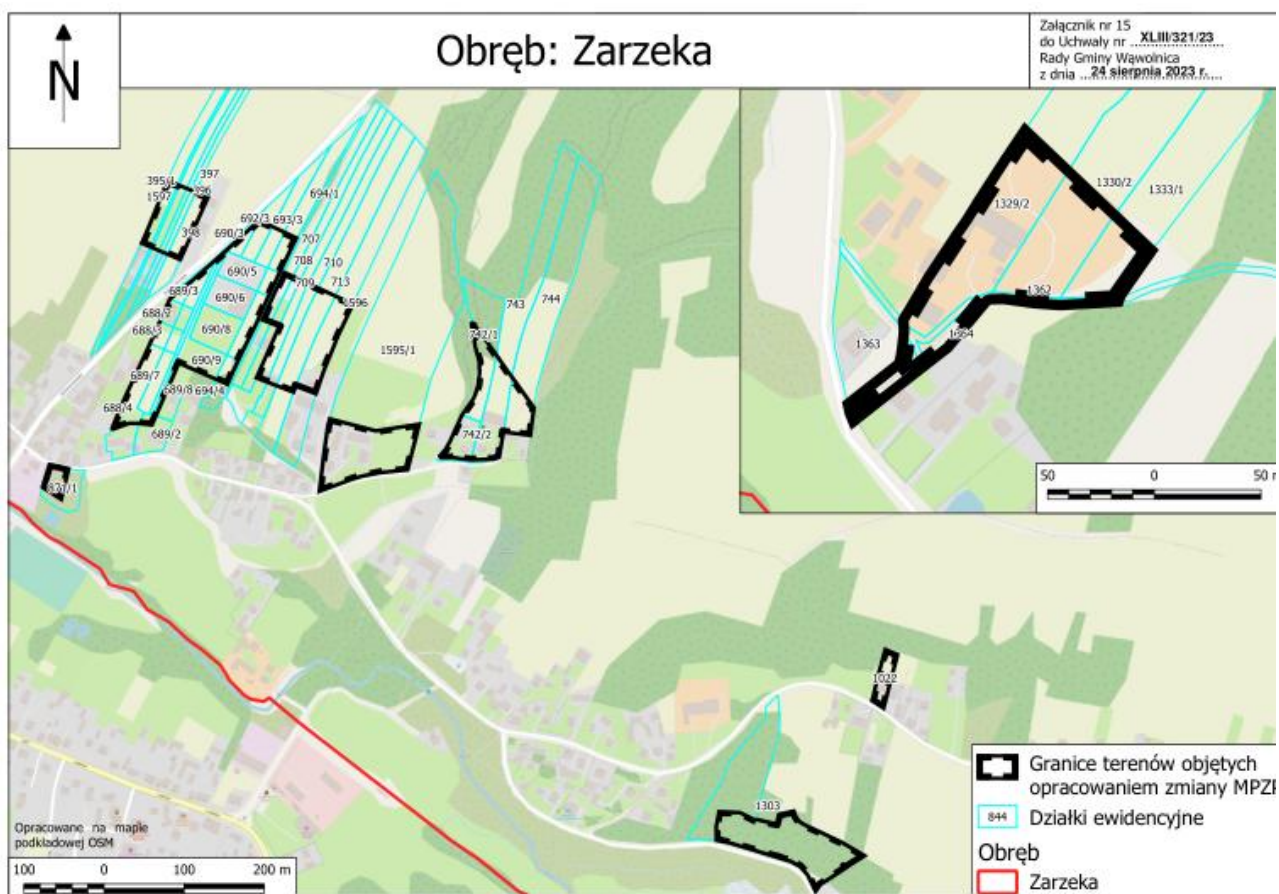 N
Obręb: Zarzeka
Załącznik nr 15
do Uchwały nr XLIII/321/23
Rady Gminy Wąwolnica
z dnia 24 sierpnia 2023 r.
395/1
397
1597
396
398
692/3 693/3
694/1
690/3
707
690/5
708
710
709
713
689/3
690/6
1596
688/2
688/3
690/8
690/9
689/7
689/8 694/4
688/4
689/2
1595/1
742/1
743
744
742/2
1330/2
1333/1
1329/2
1362
1364
1363
50 0 50 m
1022
1303
Granice terenów objętych
opracowaniem zmiany MPZP
844 Działki ewidencyjne
Obręb
Zarzeka
Opracowane na mapie
podkładowej OSM
100 0 100 200 m